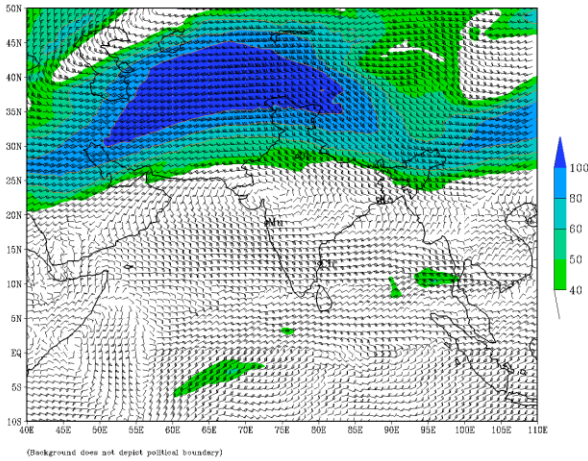 50N
45N
40N
35N
30N
25N
20N
15N
10N
5N
EQ
5S
10S
40E 45E 50E 55E 60E 65E 70E 75E 80E 85E 90E 95E 100E 105E 110E
100
80
60
50
40
(Background does not depict political boundary)